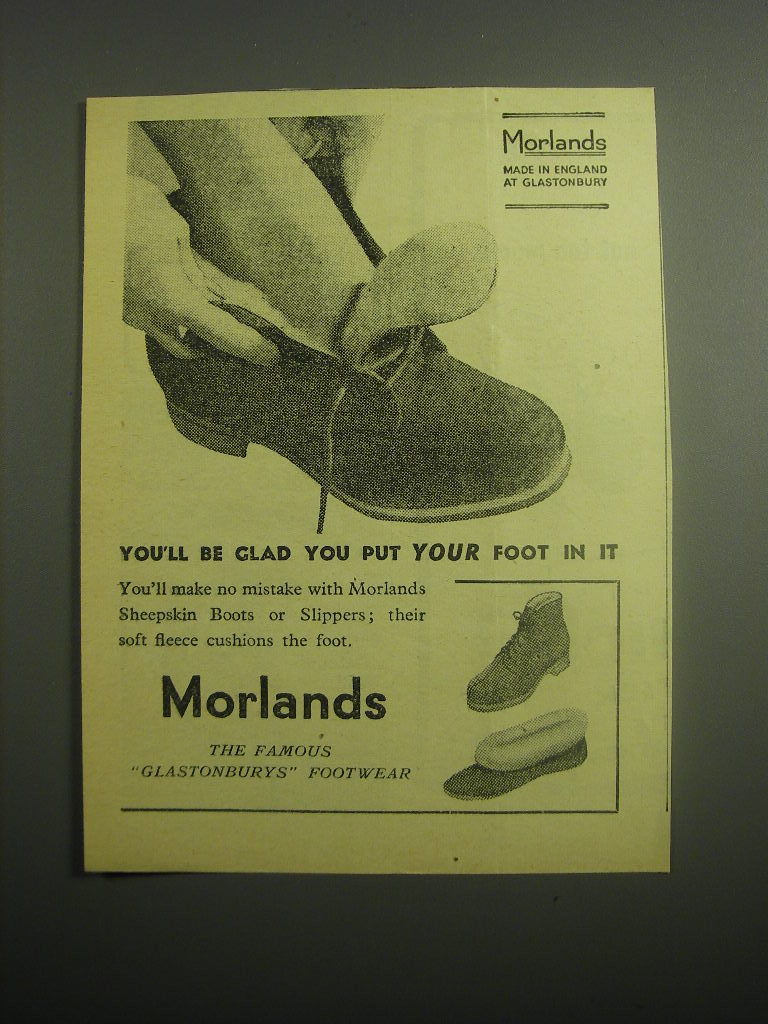 Morlands
MADE IN ENGLAND
AT GLASTONBURY
YOU'LL BE GLAD YOU PUT YOUR FOOT IN IT
You'll make no mistake with Morlands
Sheepskin Boots or Slippers; their
soft fleece cushions the foot.
Morlands
THE FAMOUS
"GLASTONBURYS" FOOTWEAR